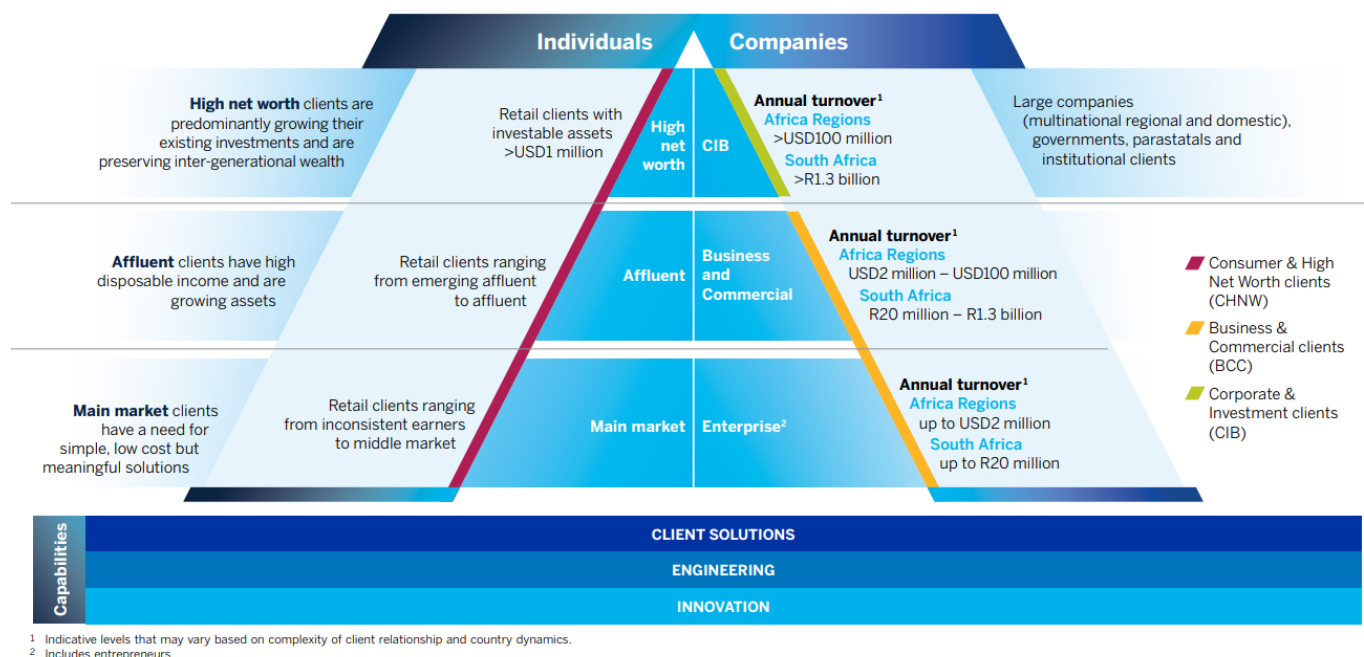 Individuals
Companies
High net worth clients are
predominantly growing their
existing investments and are
preserving inter-generational wealth
Retail clients with
investable assets
>USD1 million
High
net
worth
CIB
Annual turnover¹
Africa Regions
>USD100 million
South Africa
>R1.3 billion
Large companies
(multinational regional and domestic),
governments, parastatals and
institutional clients
Affluent clients have high
disposable income and are
growing assets
Retail clients ranging
from emerging affluent
to affluent
Affluent
Business
and
Commercial
Annual turnover¹
Africa Regions
USD2 million – USD100 million
South Africa
R20 million – R1.3 billion
Main market clients
have a need for
simple, low cost but
meaningful solutions
Retail clients ranging
from inconsistent earners
to middle market
Main market
Enterprise²
Annual turnover¹
Africa Regions
up to USD2 million
South Africa
up to R20 million
Consumer & High
Net Worth clients
(CHNW)
Business &
Commercial clients
(BCC)
Corporate &
Investment clients
(CIB)
Capabilities
CLIENT SOLUTIONS
ENGINEERING
INNOVATION
¹ Indicative levels that may vary based on complexity of client relationship and country dynamics.
² Includes entrepreneurs